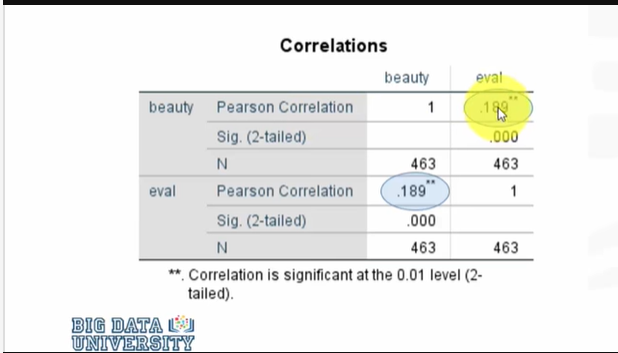 Correlations
beauty eval
beauty Pearson Correlation 1 .189**
Sig. (2-tailed) .000
N 463 463
eval Pearson Correlation .189** 1
Sig. (2-tailed) .000
N 463 463
**. Correlation is significant at the 0.01 level (2-
tailed).
BIG DATA
UNIVERSITY